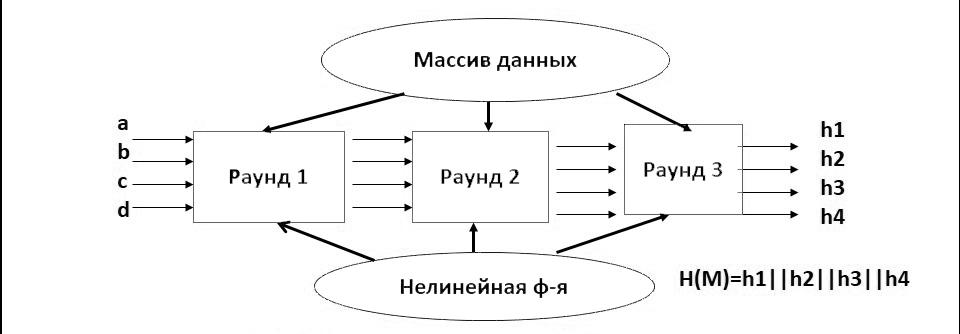 Массив данных
a
b
c
d
Раунд 1
Раунд 2
Раунд 3
h1
h2
h3
h4
Нелинейная ф-я
H(M)=h1||h2||h3||h4